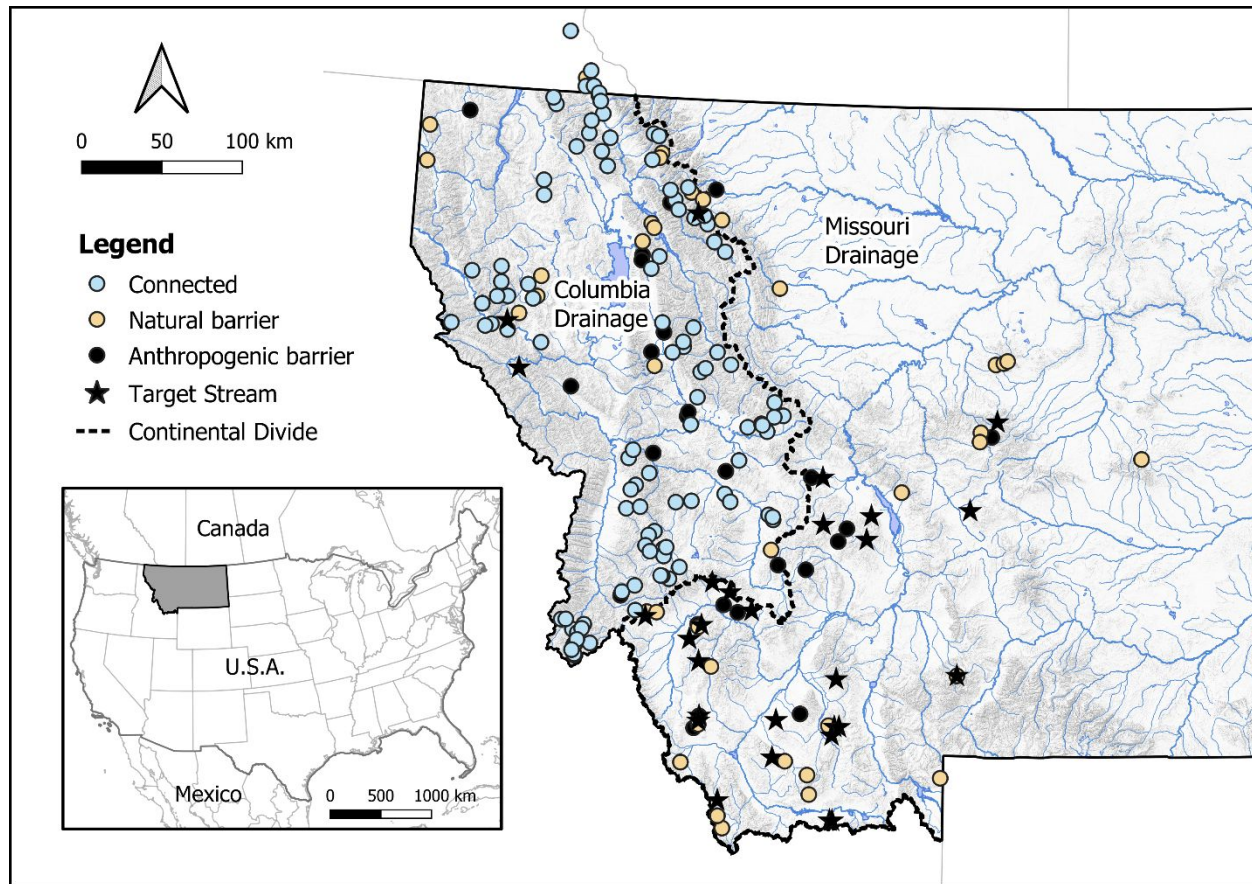 0 50 100 km
Legend
Connected
Natural barrier
Anthropogenic barrier
Target Stream
Continental Divide
Missouri
Drainage
Columbia
Drainage
Canada
U.S.A.
Mexico
0 500 1000 km